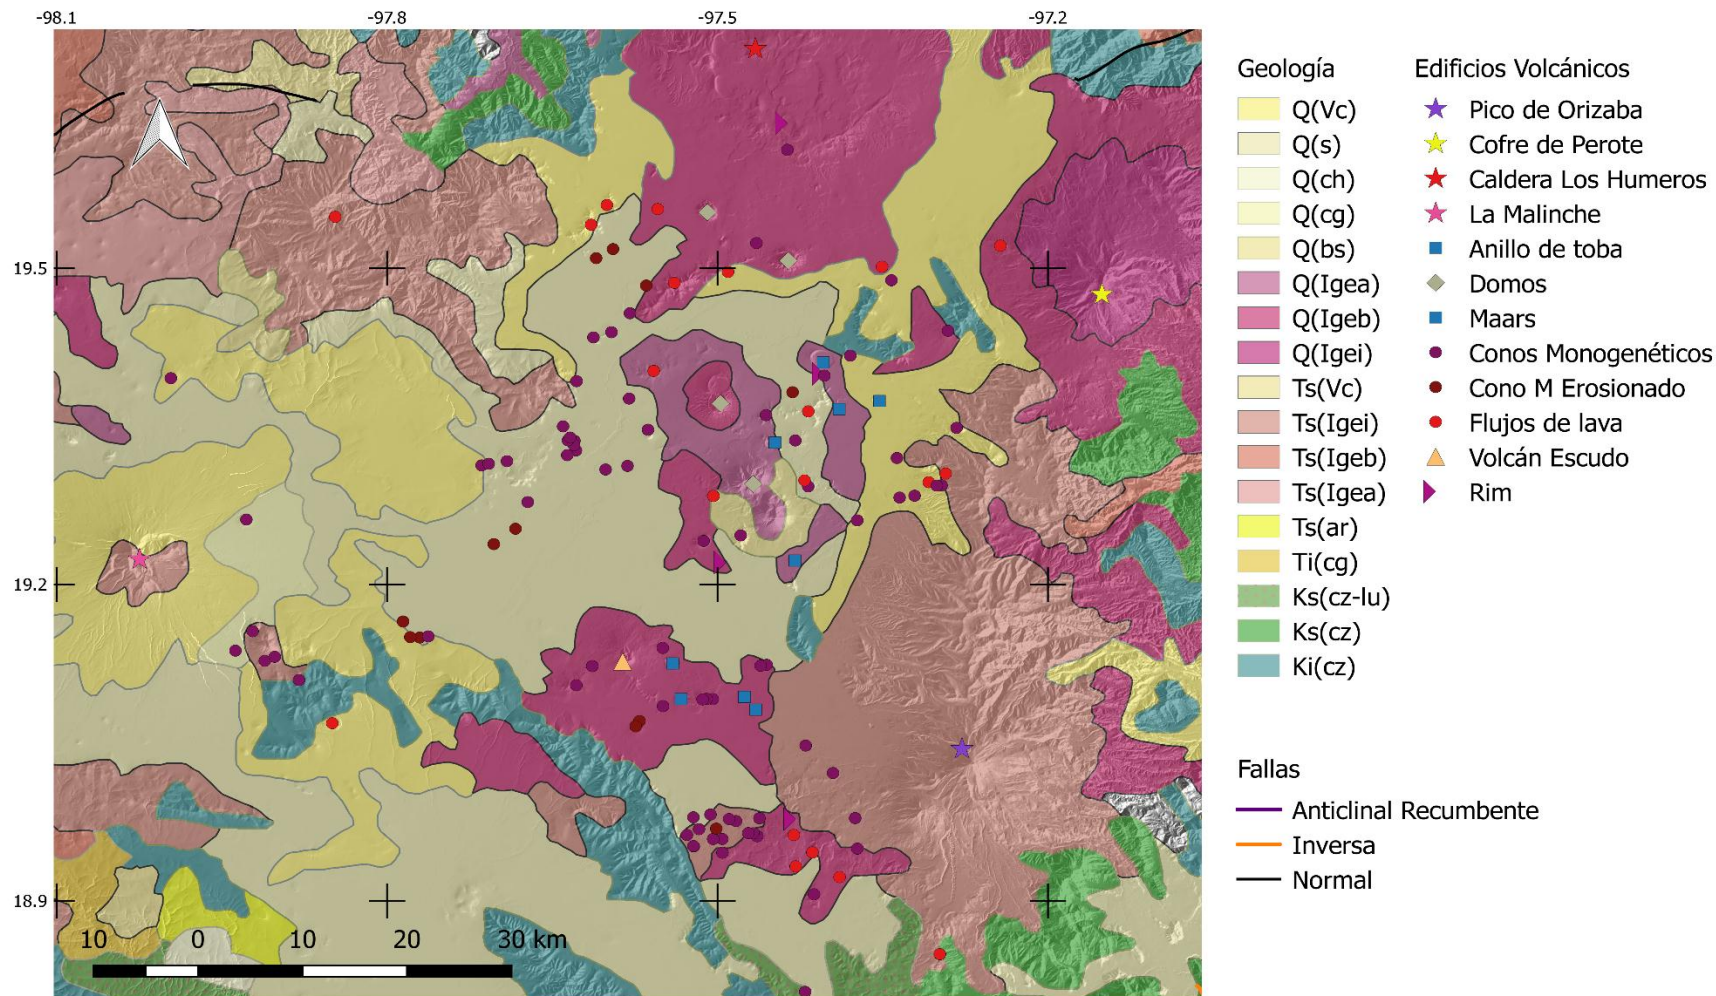 -98.1 -97.8 -97.5 -97.2
19.5
19.2
18.9
10 0 10 20 30 km
Geología
Q(Vc)
Q(s)
Q(ch)
Q(cg)
Q(bs)
Q(Igea)
Q(Igeb)
Q(Igei)
Ts(Vc)
Ts(Igei)
Ts(Igeb)
Ts(Igea)
Ts(ar)
Ti(cg)
Ks(cz-lu)
Ks(cz)
Ki(cz)
Edificios Volcánicos
Pico de Orizaba
Cofre de Perote
Caldera Los Humeros
La Malinche
Anillo de toba
Domos
Maars
Conos Monogenéticos
Cono M Erosionado
Flujos de lava
Volcán Escudo
Rim
Fallas
Anticlinal Recumbente
Inversa
Normal